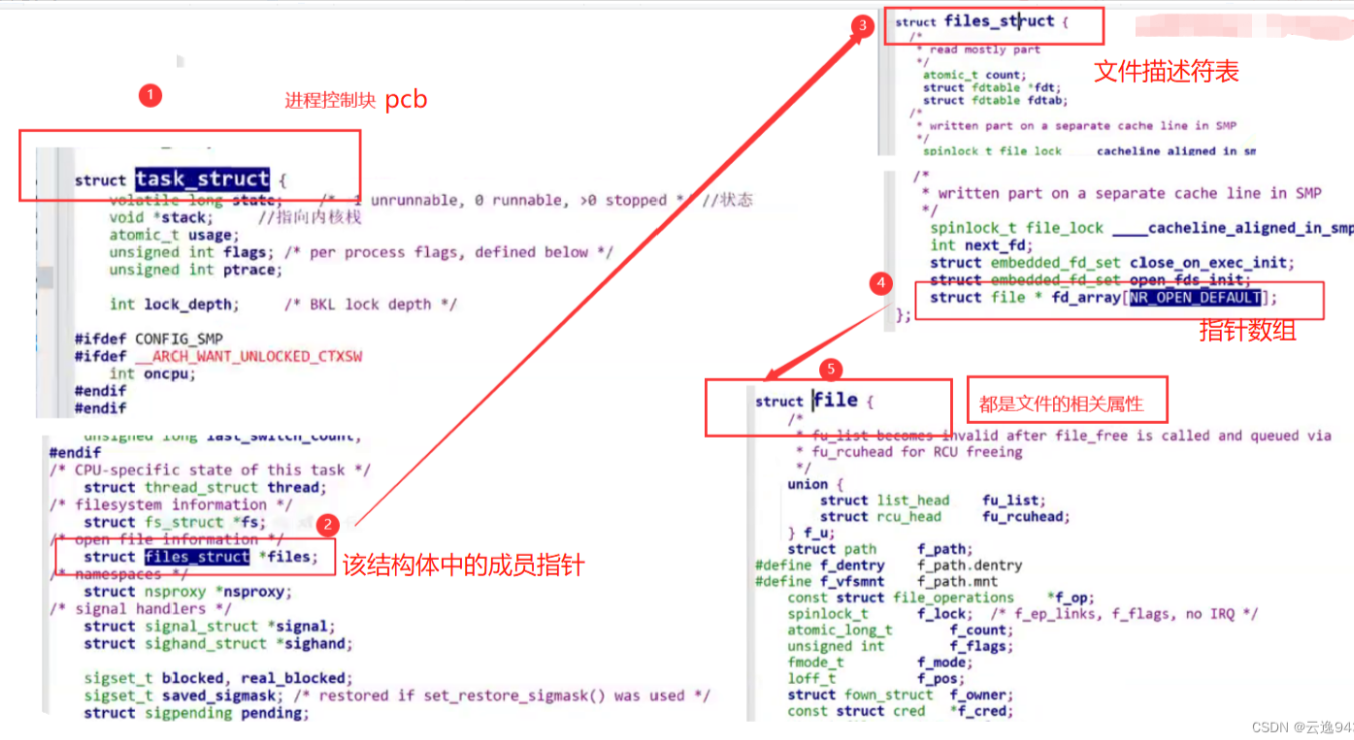 1
进程控制块 pcb
struct task_struct {
volatile long state; /* -1 unrunnable, 0 runnable, >0 stopped */ //状态
void *stack; //指向内核栈
atomic_t usage;
unsigned int flags; /* per process flags, defined below */
unsigned int ptrace;
int lock_depth; /* BKL lock depth */
#ifdef CONFIG_SMP
#ifdef __ARCH_WANT_UNLOCKED_CTXSW
int oncpu;
#endif
#endif
unsigned long last_switch_count;
#endif
/* CPU-specific state of this task */
struct thread_struct thread;
/* filesystem information */
struct fs_struct *fs;
2
/* open file information */
struct files_struct *files;
该结构体中的成员指针
/* namespaces */
struct nsproxy *nsproxy;
/* signal handlers */
struct signal_struct *signal;
struct sighand_struct *sighand;
sigset_t blocked, real_blocked;
sigset_t saved_sigmask; /* restored if set_restore_sigmask() was used */
struct sigpending pending;
3
struct files_struct {
/*
* read mostly part
*/
文件描述符表
atomic_t count;
struct fdtable *fdt;
struct fdtable fdtab;
/*
* written part on a separate cache line in SMP
*/
spinlock_t file_lock ____cacheline_aligned_in_sm
/*
* written part on a separate cache line in SMP
*/
spinlock_t file_lock ____cacheline_aligned_in_smp
int next_fd;
struct embedded_fd_set close_on_exec_init;
struct embedded_fd_set open_fds_init;
4
struct file * fd_array[NR_OPEN_DEFAULT];
};
指针数组
5
struct file {
都是文件的相关属性
/*
* fu_list becomes invalid after file_free is called and queued via
* fu_rcuhead for RCU freeing
*/
union {
struct list_head fu_list;
struct rcu_head fu_rcuhead;
} f_u;
struct path f_path;
#define f_dentry f_path.dentry
#define f_vfsmnt f_path.mnt
const struct file_operations *f_op;
spinlock_t f_lock; /* f_ep_links, f_flags, no IRQ */
atomic_long_t f_count;
unsigned int f_flags;
fmode_t f_mode;
loff_t f_pos;
struct fown_struct f_owner;
const struct cred *f_cred;
CSDN @云逸943